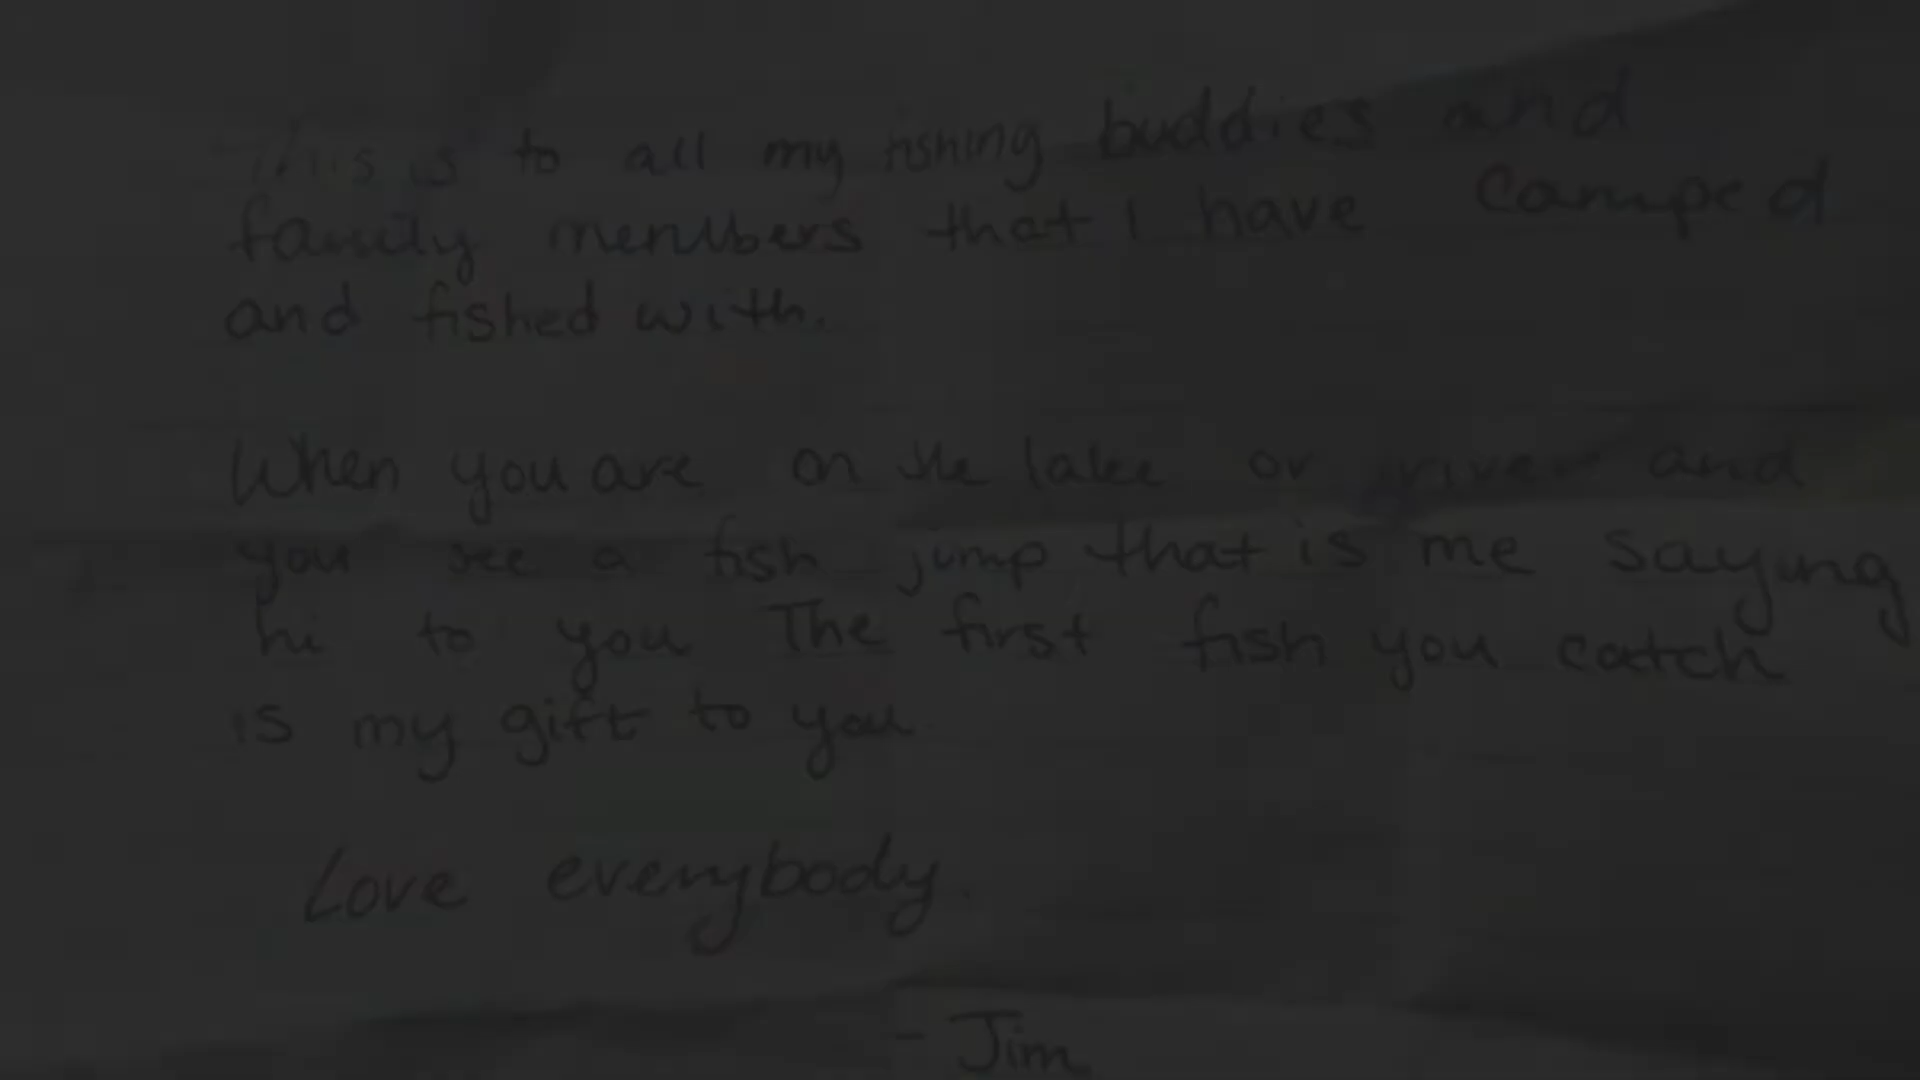 This is to all my fishing buddies and
family members that I have camped
and fished with.
When you are on the lake or river and
you see a fish jump that is me saying
hi to you The first fish you catch
is my gift to you
Love everybody.
- Jim